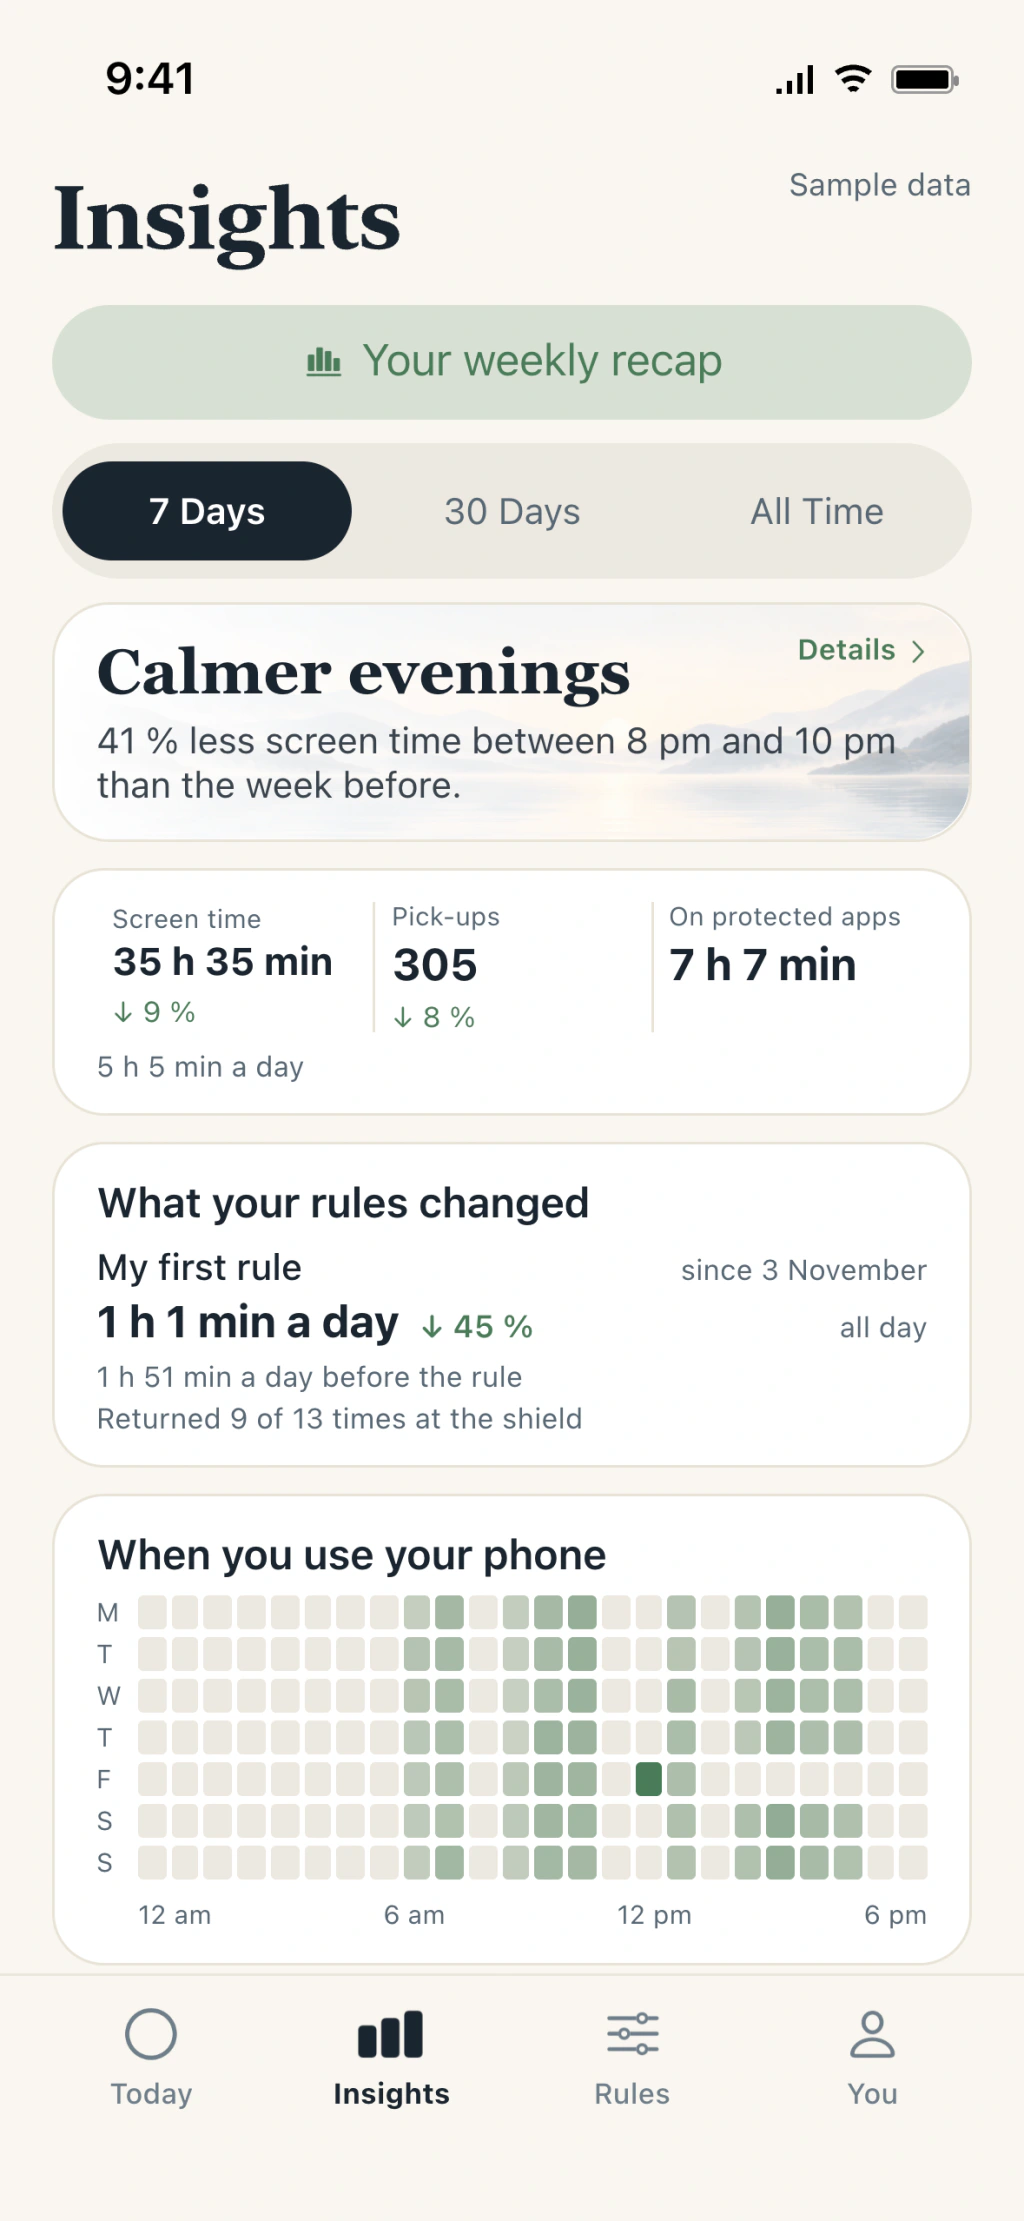 9:41
Insights
Sample data
Your weekly recap
7 Days
30 Days
All Time
Calmer evenings
Details
41 % less screen time between 8 pm and 10 pm
than the week before.
Screen time
35 h 35 min
↓ 9 %
5 h 5 min a day
Pick-ups
305
↓ 8 %
On protected apps
7 h 7 min
What your rules changed
My first rule
since 3 November
1 h 1 min a day ↓ 45 %
all day
1 h 51 min a day before the rule
Returned 9 of 13 times at the shield
When you use your phone
M
T
W
T
F
S
S
12 am
6 am
12 pm
6 pm
Today
Insights
Rules
You